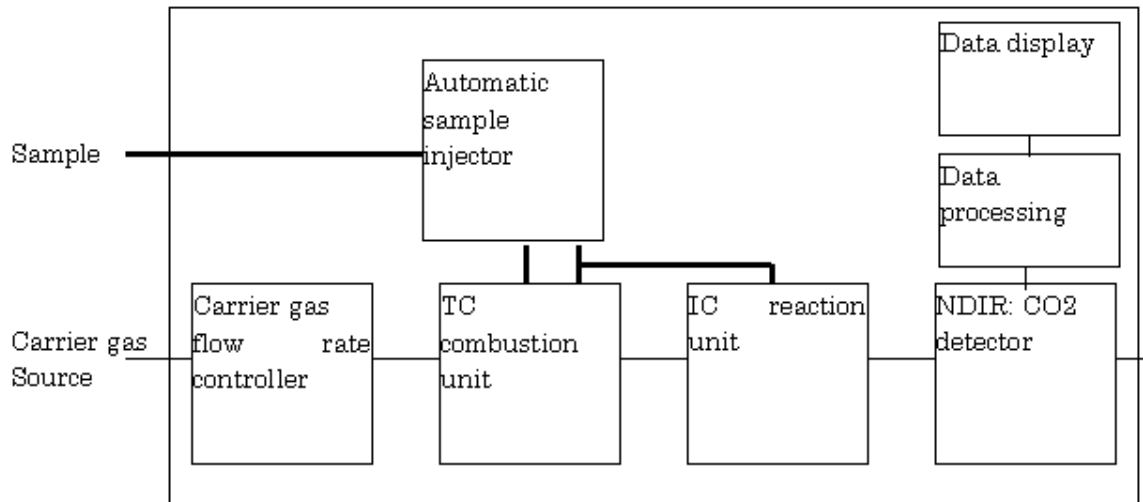 Data display
Automatic
sample
injector
Sample
Data
processing
Carrier gas
flow rate
controller
TC
combustion
unit
IC reaction
unit
NDIR: CO2
detector
Carrier gas
Source